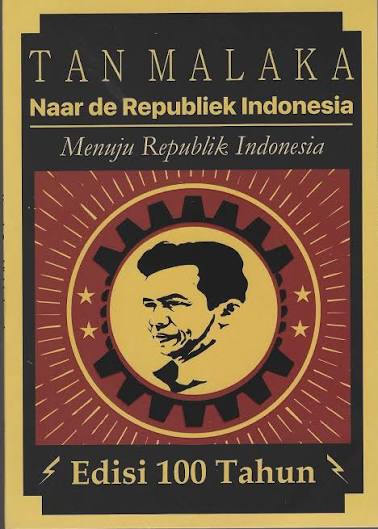 TAN MALAKA
Naar de Republiek Indonesia
Menuju Republik Indonesia
Edisi 100 Tahun